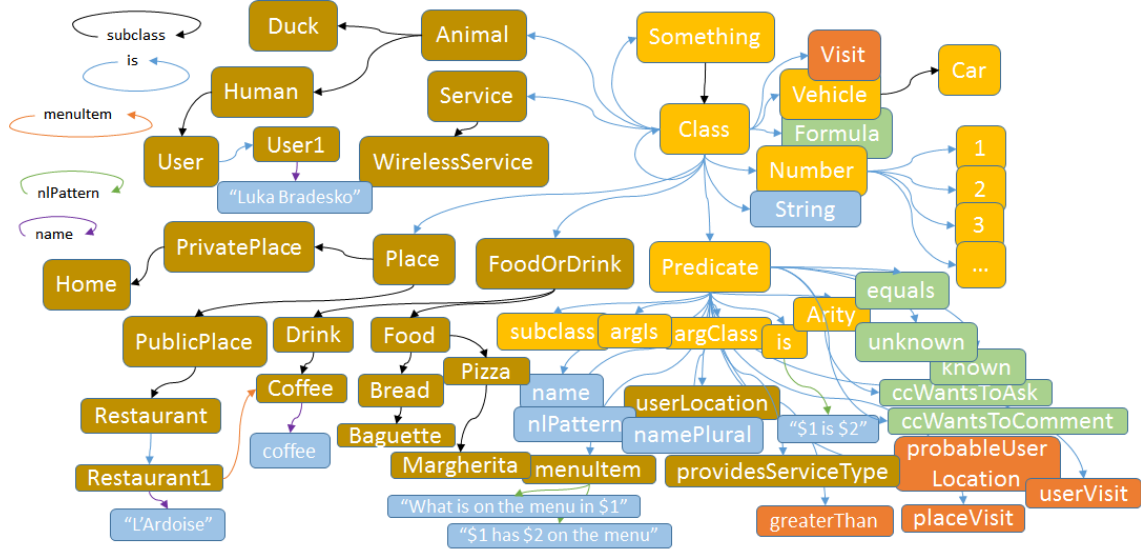 subclass
is
menuItem
nlPattern
name
Duck
Animal
Something
Visit
Car
Human
Service
Vehicle
Class
Formula
User
User1
WirelessService
Number
1
"Luka Bradesko"
String
2
3
...
PrivatePlace
Place
FoodOrDrink
Predicate
Home
equals
PublicPlace
Drink
Food
subclass
argIs
argClass
is
Arity
unknown
Pizza
known
Coffee
Bread
name
userLocation
ccWantsToAsk
Restaurant
nlPattern
namePlural
"$1 is $2"
ccWantsToComment
Baguette
coffee
Margherita
menuItem
providesServiceType
probableUser
Location
Restaurant1
userVisit
"L'Ardoise"
"What is on the menu in $1"
greaterThan
placeVisit
"$1 has $2 on the menu"